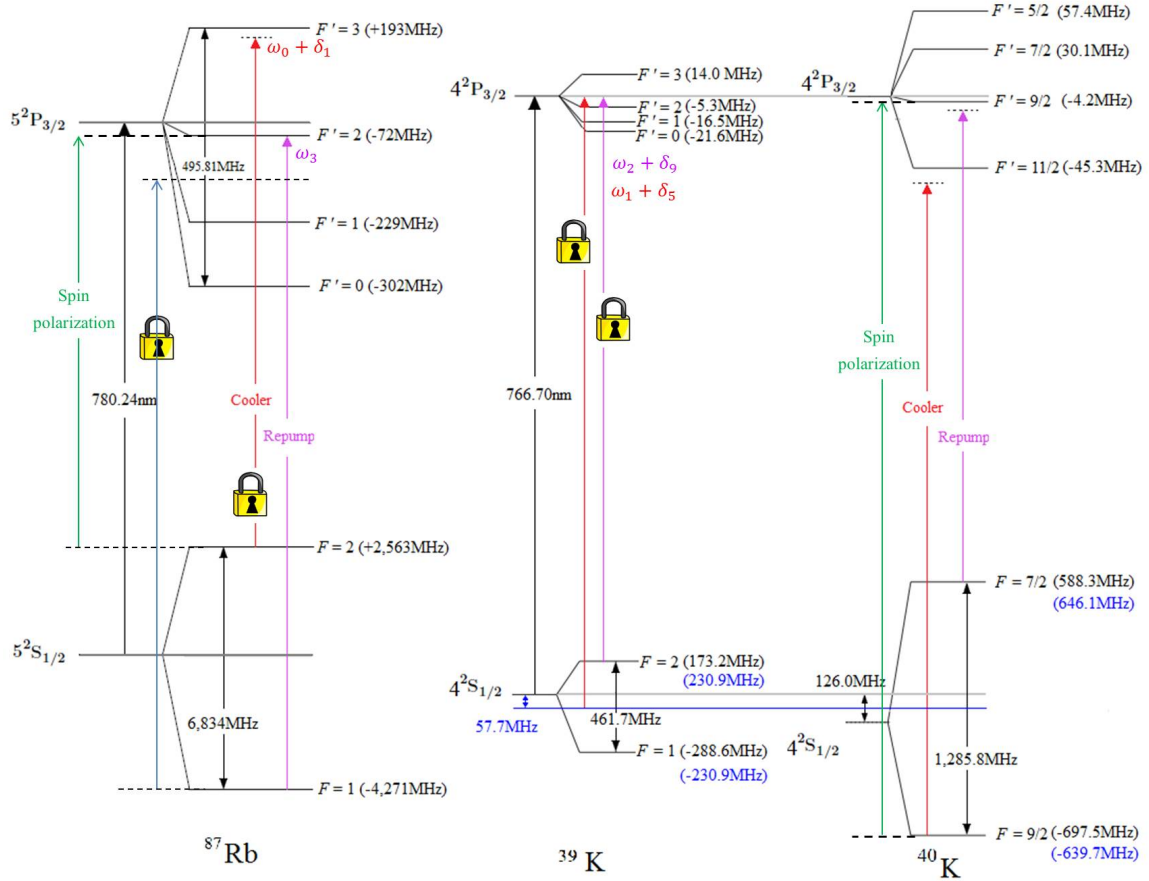 F ' = 3 (+193MHz)
ω₀ + δ₁
5²P₃/₂
F ' = 2 (-72MHz)
ω₃
495.81MHz
F ' = 1 (-229MHz)
F ' = 0 (-302MHz)
Spin
polarization
780.24nm
Cooler
Repump
F = 2 (+2,563MHz)
5²S₁/₂
6,834MHz
F = 1 (-4,271MHz)
⁸⁷Rb
4²P₃/₂
F ' = 3 (14.0 MHz)
F ' = 2 (-5.3MHz)
F ' = 1 (-16.5MHz)
F ' = 0 (-21.6MHz)
ω₂ + δ₉
ω₁ + δ₅
766.70nm
4²S₁/₂
57.7MHz
F = 2 (173.2MHz)
(230.9MHz)
461.7MHz
F = 1 (-288.6MHz)
(-230.9MHz)
³⁹K
F ' = 5/2 (57.4MHz)
F ' = 7/2 (30.1MHz)
4²P₃/₂
F ' = 9/2 (-4.2MHz)
F ' = 11/2 (-45.3MHz)
Spin
polarization
Cooler
Repump
F = 7/2 (588.3MHz)
(646.1MHz)
126.0MHz
4²S₁/₂
1,285.8MHz
F = 9/2 (-697.5MHz)
(-639.7MHz)
⁴⁰K